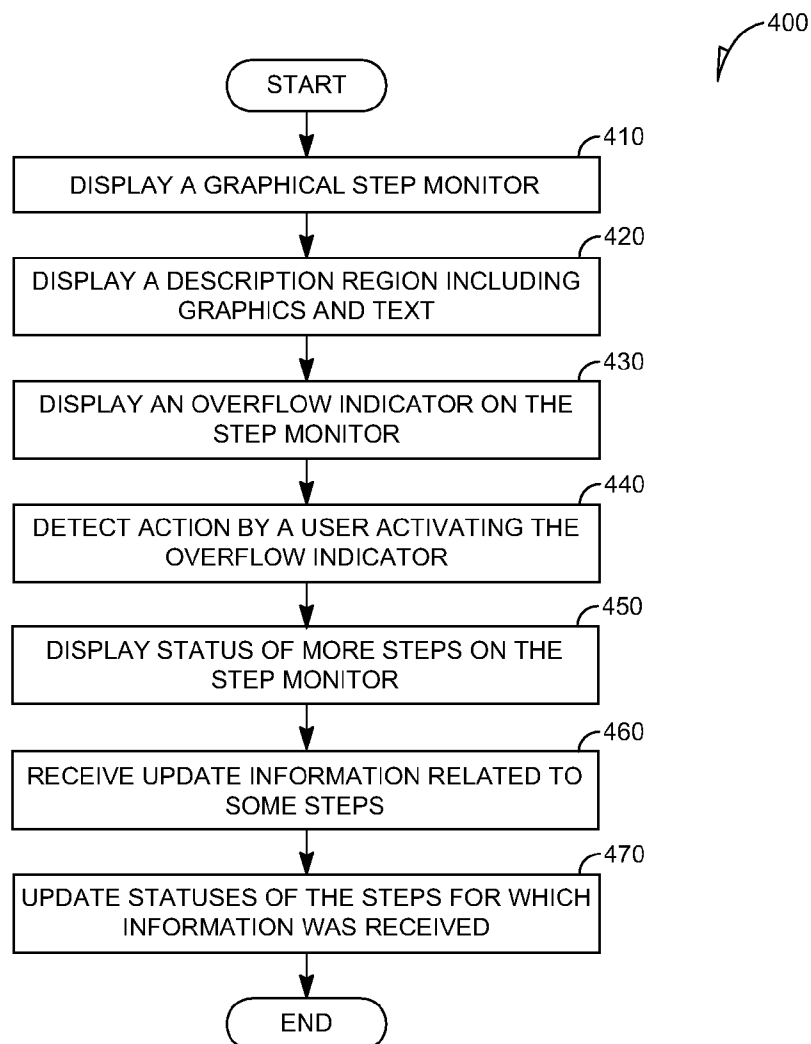 400
START
410
DISPLAY A GRAPHICAL STEP MONITOR
420
DISPLAY A DESCRIPTION REGION INCLUDING
GRAPHICS AND TEXT
430
DISPLAY AN OVERFLOW INDICATOR ON THE
STEP MONITOR
440
DETECT ACTION BY A USER ACTIVATING THE
OVERFLOW INDICATOR
450
DISPLAY STATUS OF MORE STEPS ON THE
STEP MONITOR
460
RECEIVE UPDATE INFORMATION RELATED TO
SOME STEPS
470
UPDATE STATUSES OF THE STEPS FOR WHICH
INFORMATION WAS RECEIVED
END